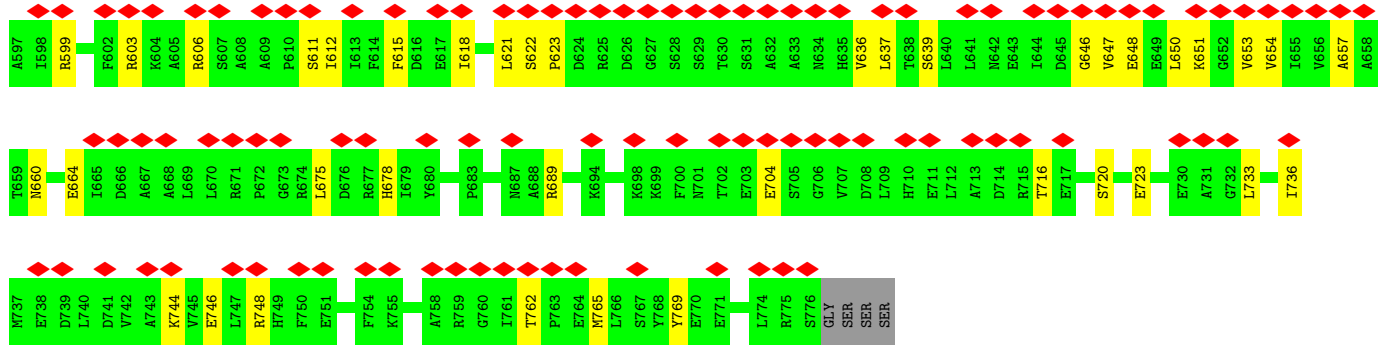 A597 I598 R599 F602 R603 K604 A605 R606 S607 A608 A609 P610 S611 I612 I613 F614 F615 D616 E617 I618 L621 S622 P623 D624 R625 D626 G627 S628 S629 T630 S631 A632 A633 N634 H635 V636 L637 T638 S639 L640 L641 N642 E643 I644 D645 G646 V647 E648 E649 L650 K651 G652 V653 V654 I655 V656 A657 A658
T659 N660 E664 I665 D666 A667 A668 L669 L670 R671 P672 G673 R674 L675 D676 R677 H678 I679 Y680 P683 N687 A688 R689 K694 K698 K699 F700 N701 T702 E703 E704 S705 G706 V707 D708 L709 H710 E711 L712 A713 D714 R715 T716 E717 S720 E723 E730 A731 G732 L733 I736
M737 E738 D739 L740 D741 V742 A743 K744 V745 E746 L747 R748 H749 F750 E751 F754 K755 A758 R759 G760 I761 T762 P763 E764 M765 L766 S767 Y768 Y769 E770 E771 L774 R775 S776 GLY SER SER SER